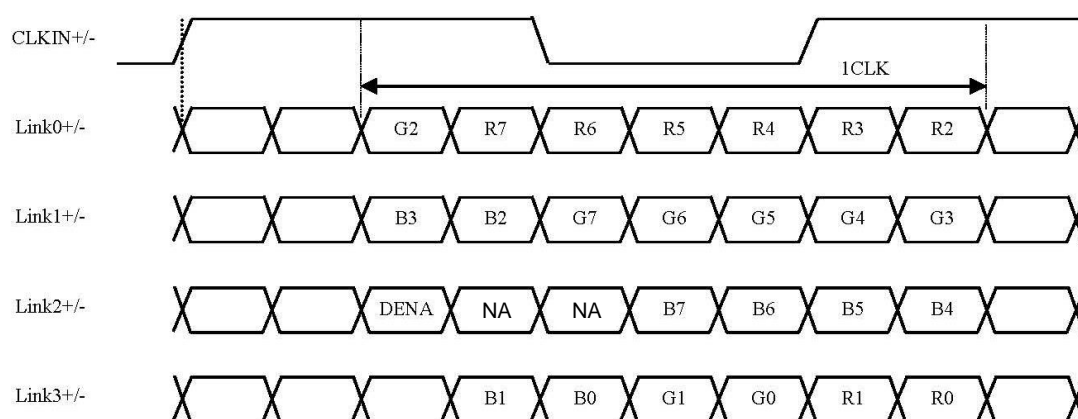 CLKIN+/-
1CLK
Link0+/- G2 R7 R6 R5 R4 R3 R2
Link1+/- B3 B2 G7 G6 G5 G4 G3
Link2+/- DENA NA NA B7 B6 B5 B4
Link3+/- B1 B0 G1 G0 R1 R0